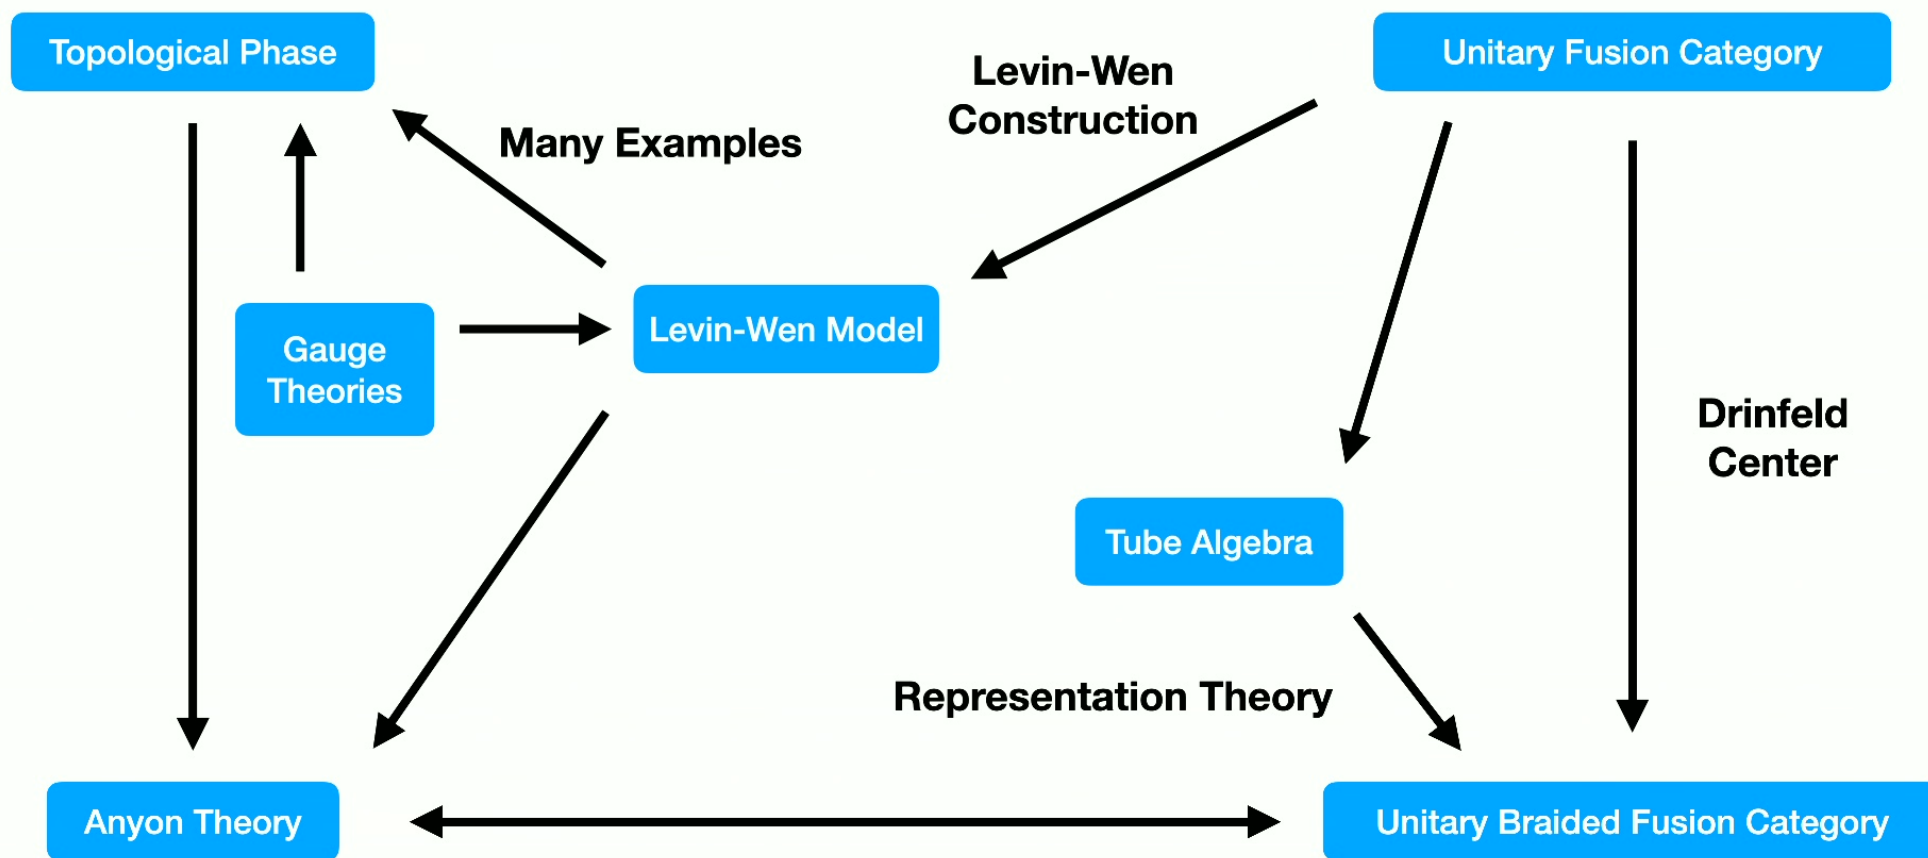 Topological Phase
Unitary Fusion Category
Levin-Wen
Construction
Many Examples
Gauge
Theories
Levin-Wen Model
Drinfeld
Center
Tube Algebra
Representation Theory
Anyon Theory
Unitary Braided Fusion Category